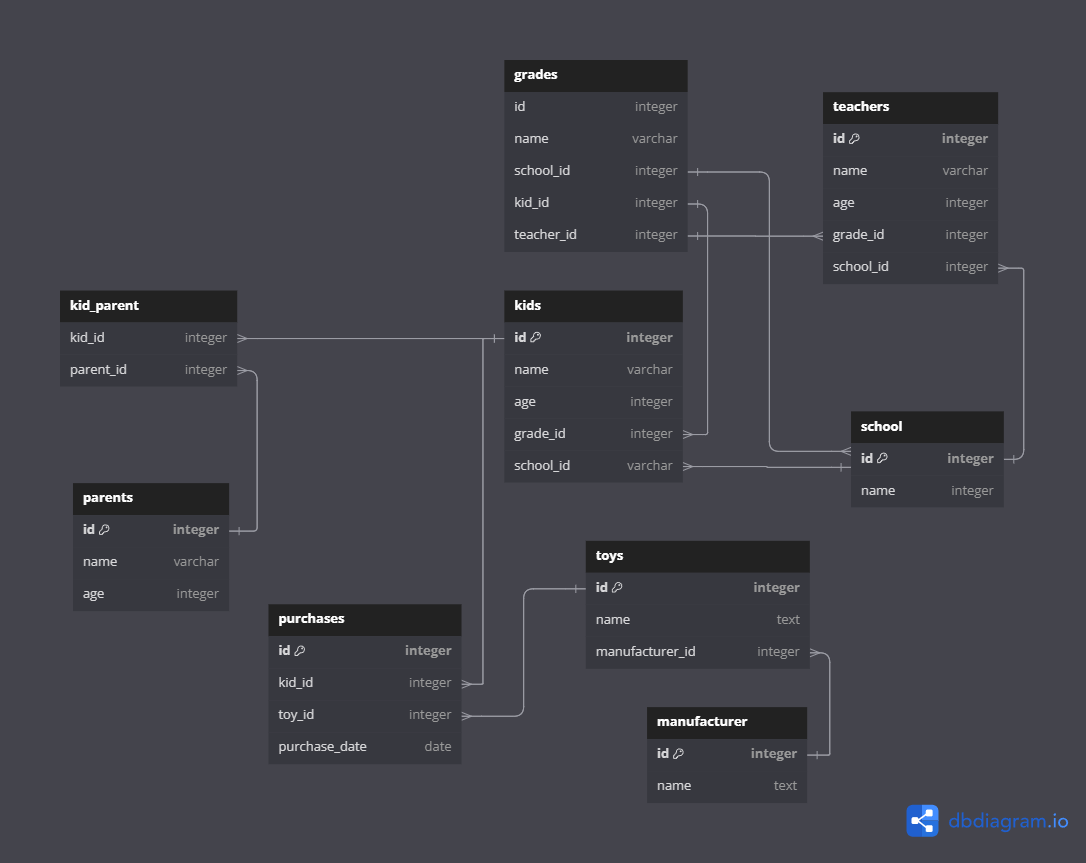 grades
id integer
name varchar
school_id integer
kid_id integer
teacher_id integer
teachers
id integer
name varchar
age integer
grade_id integer
school_id integer
kid_parent
kid_id integer
parent_id integer
kids
id integer
name varchar
age integer
grade_id integer
school_id varchar
school
id integer
name integer
parents
id integer
name varchar
age integer
toys
id integer
name text
manufacturer_id integer
purchases
id integer
kid_id integer
toy_id integer
purchase_date date
manufacturer
id integer
name text
dbdiagram.io